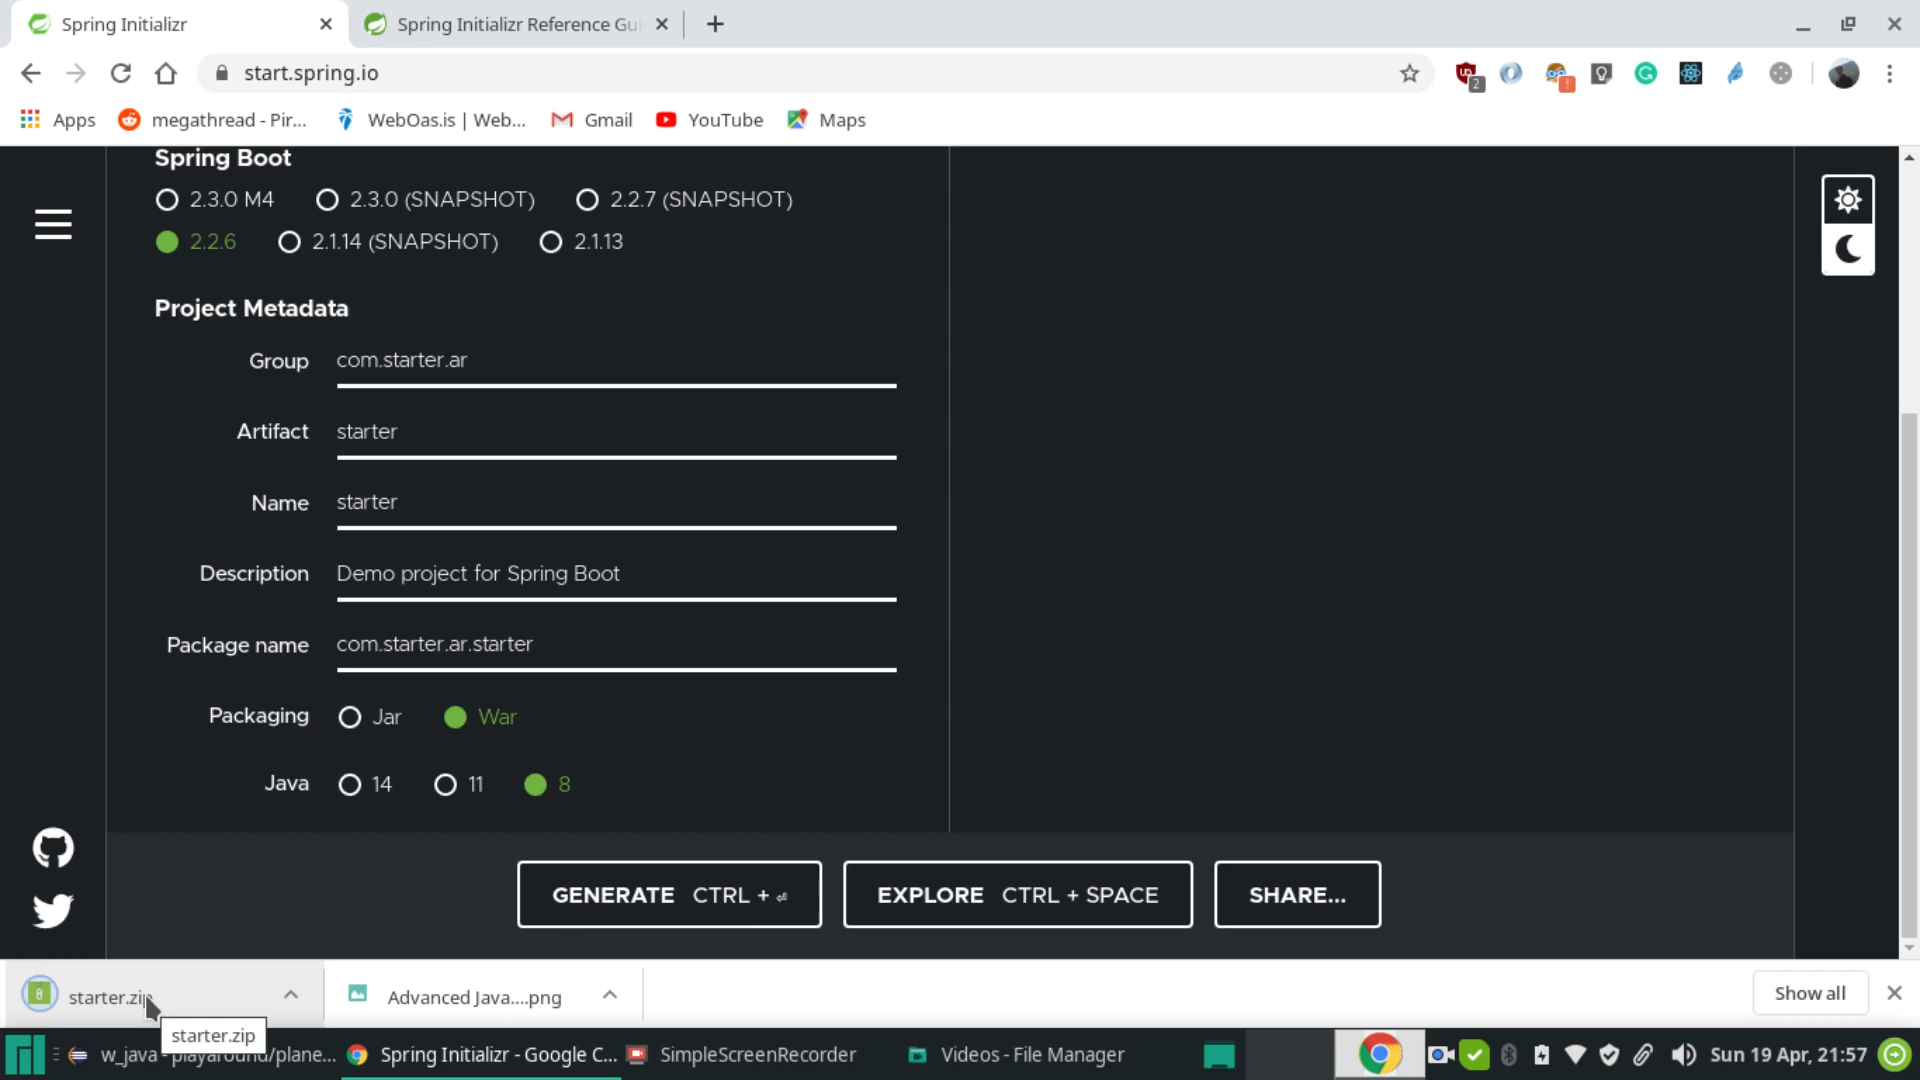 Spring Initializr
Spring Initializr Reference Gui
start.spring.io
2
!
Apps
megathread - Pir...
WebOas.is | Web...
Gmail
YouTube
Maps
Spring Boot
2.3.0 M4
2.3.0 (SNAPSHOT)
2.2.7 (SNAPSHOT)
2.2.6
2.1.14 (SNAPSHOT)
2.1.13
Project Metadata
Group
com.starter.ar
Artifact
starter
Name
starter
Description
Demo project for Spring Boot
Package name
com.starter.ar.starter
Packaging
Jar
War
Java
14
11
8
GENERATE CTRL + ⏎
EXPLORE CTRL + SPACE
SHARE...
starter.zip
Advanced Java....png
Show all
starter.zip
w_java - playground/plane...
Spring Initializr - Google C...
SimpleScreenRecorder
Videos - File Manager
Sun 19 Apr, 21:57